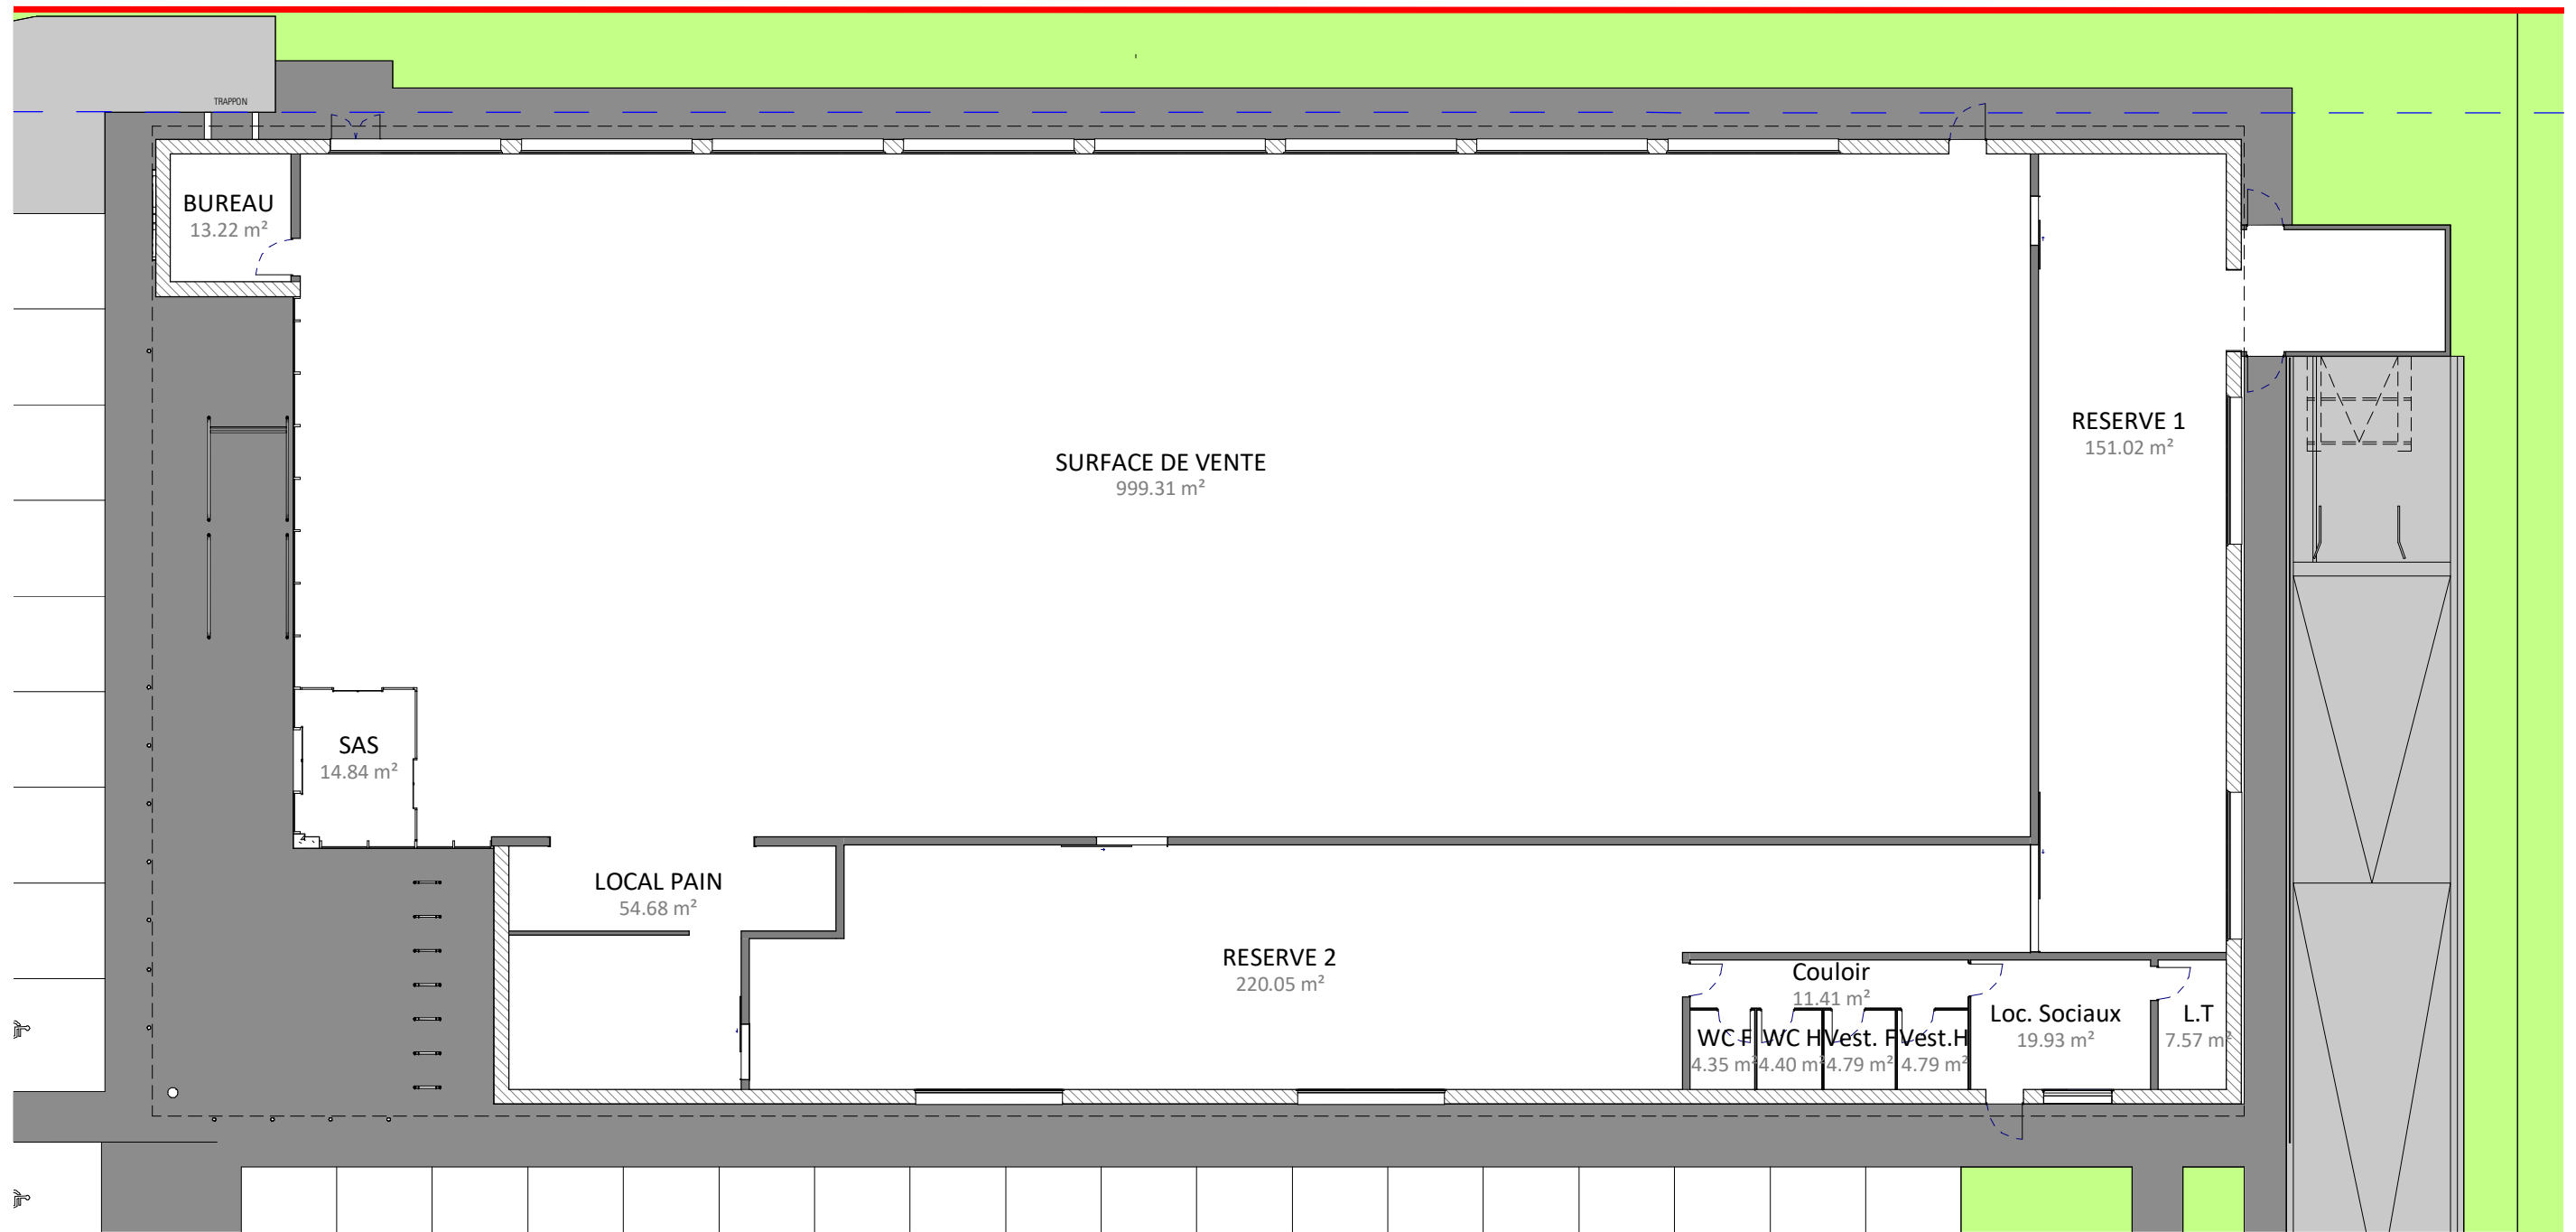 TRAPPON
BUREAU
13.22 m²
SURFACE DE VENTE
999.31 m²
RESERVE 1
151.02 m²
SAS
14.84 m²
LOCAL PAIN
54.68 m²
RESERVE 2
220.05 m²
Couloir
11.41 m²
WC F
4.35 m²
WC H
4.40 m²
Vest. F
4.79 m²
Vest.H
4.79 m²
Loc. Sociaux
19.93 m²
L.T
7.57 m²